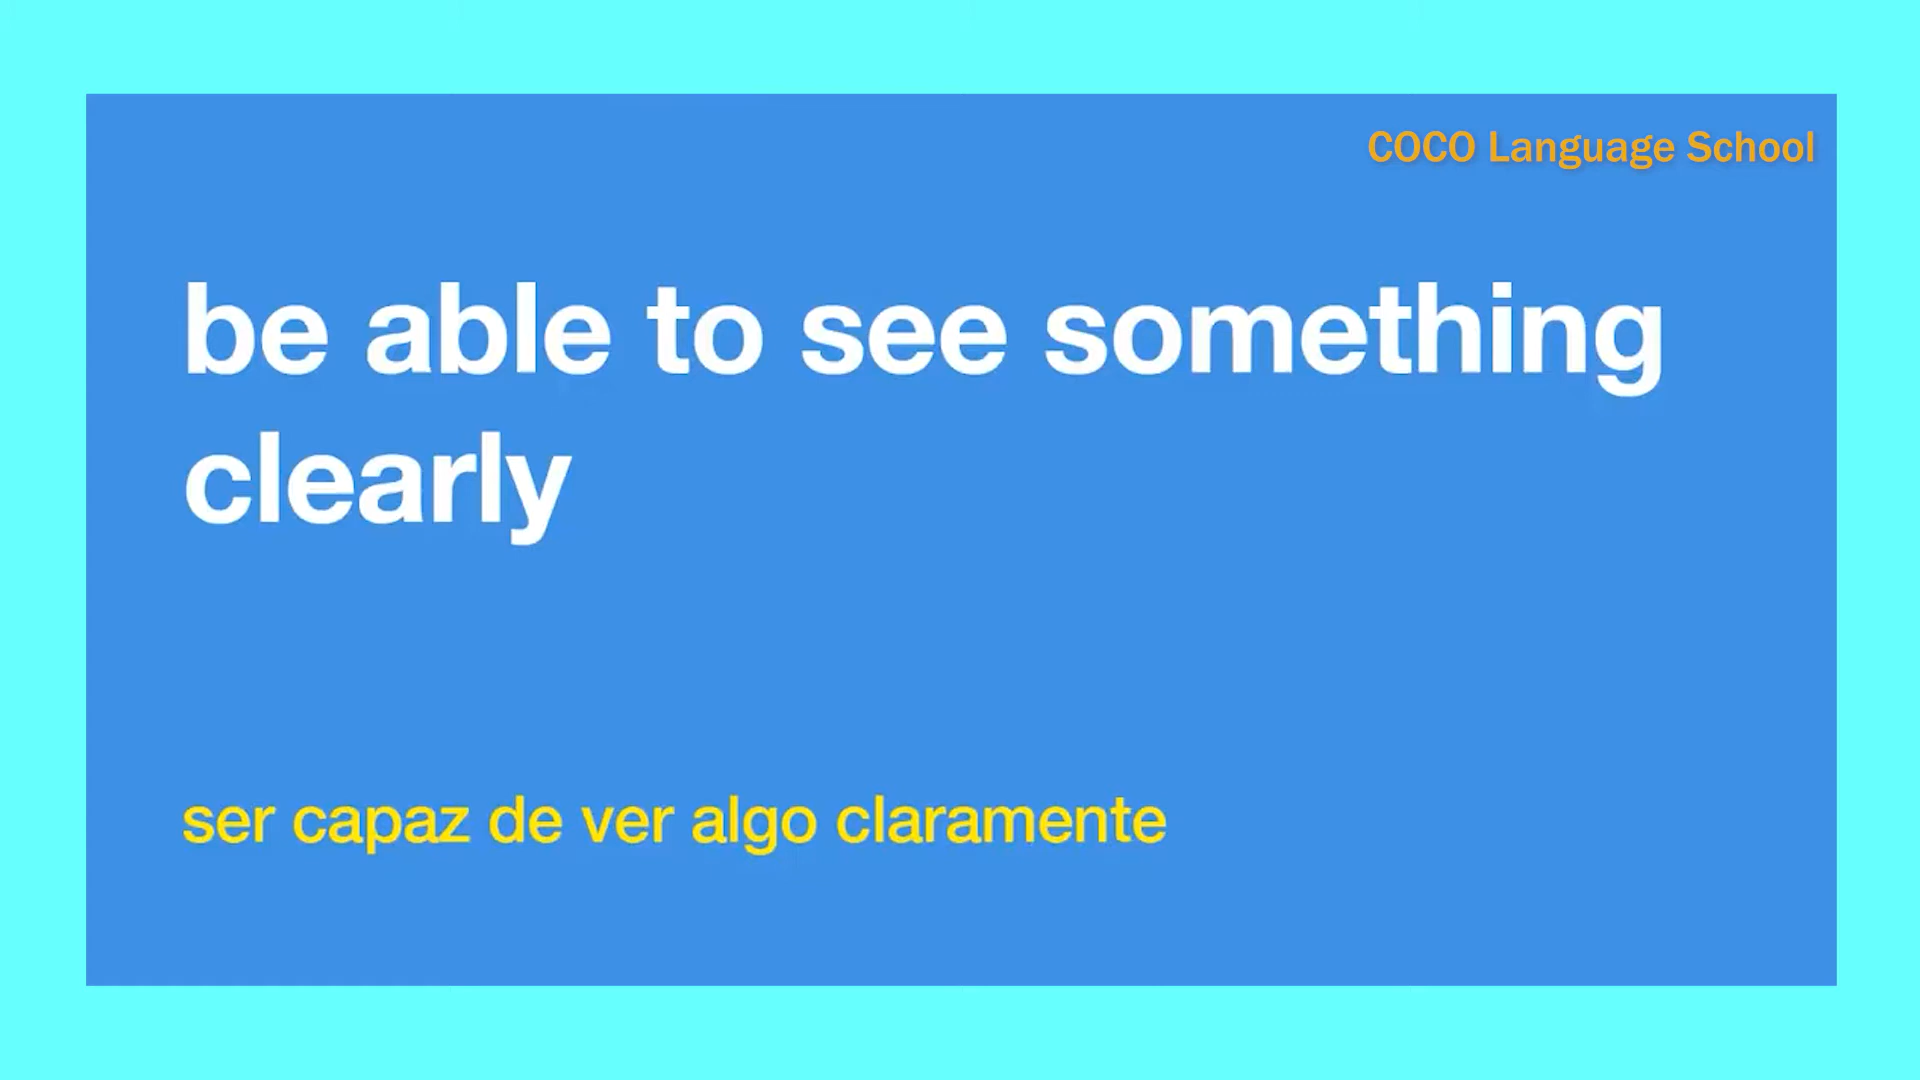 COCO Language School
be able to see something
clearly
ser capaz de ver algo claramente